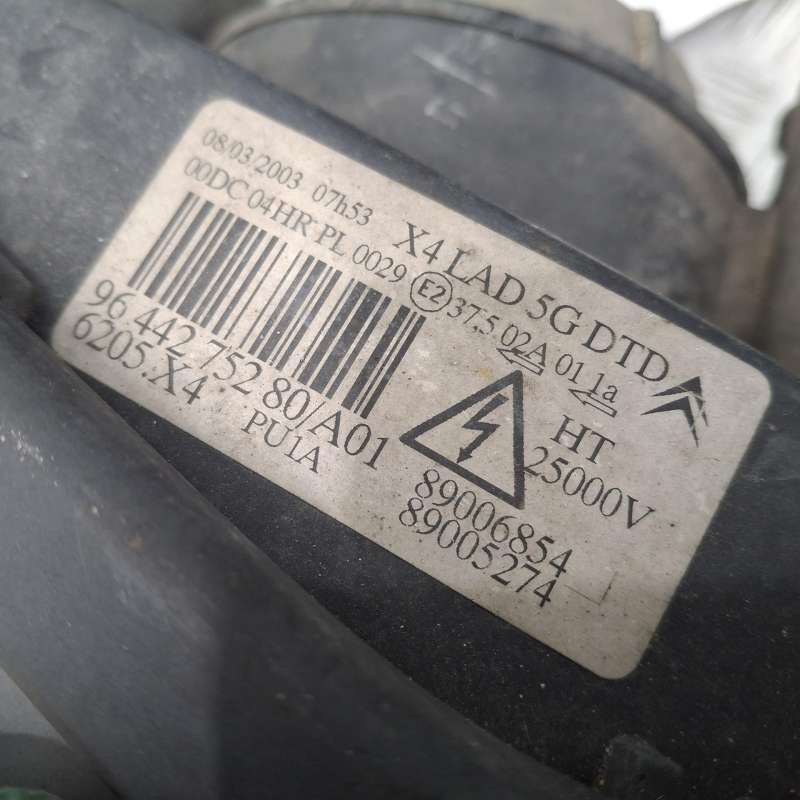 08/03/2003 07h53 X4 LAD 5G DTD
00DC 04HR PL 0029 E2 37,5 02A 01 1a
96 442 752 80/A01
6205.X4 PU1A
HT
25000V
89006854
89005274